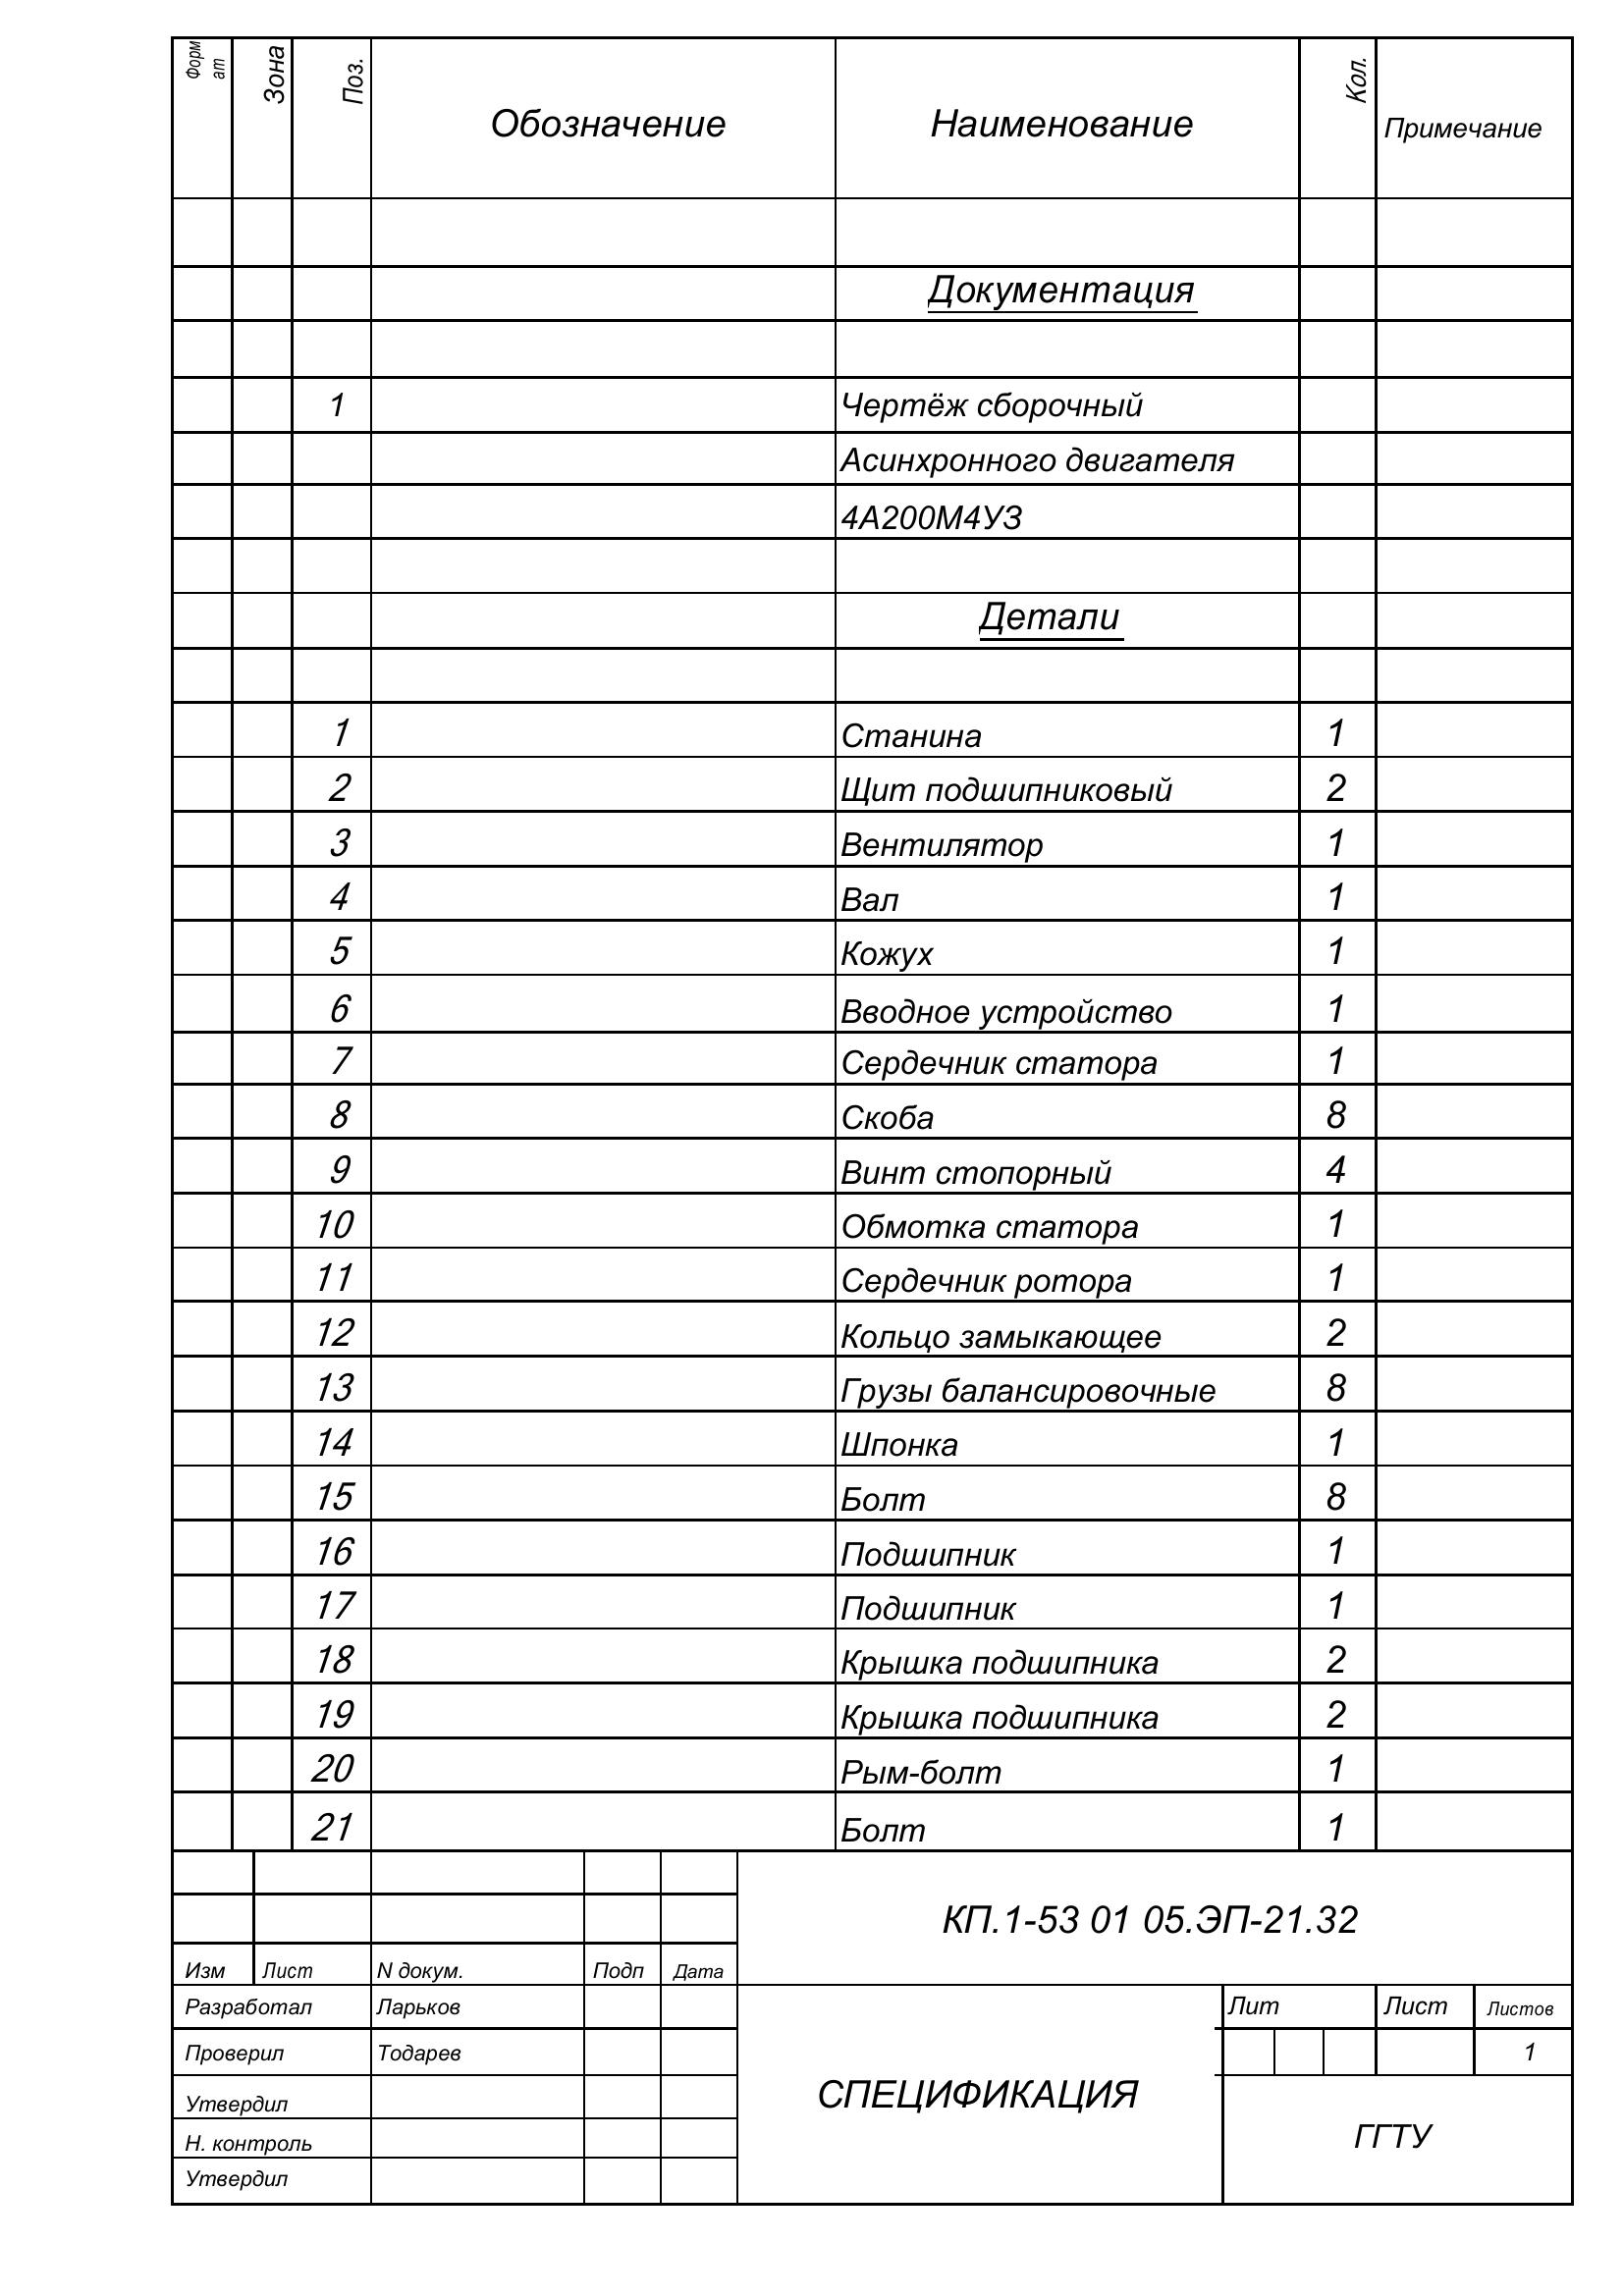 Форм ат Зона Поз. Обозначение Наименование Кол. Примечание
Документация
1 Чертёж сборочный
Асинхронного двигателя
4А200М4УЗ
Детали
1 Станина 1
2 Щит подшипниковый 2
3 Вентилятор 1
4 Вал 1
5 Кожух 1
6 Вводное устройство 1
7 Сердечник статора 1
8 Скоба 8
9 Винт стопорный 4
10 Обмотка статора 1
11 Сердечник ротора 1
12 Кольцо замыкающее 2
13 Грузы балансировочные 8
14 Шпонка 1
15 Болт 8
16 Подшипник 1
17 Подшипник 1
18 Крышка подшипника 2
19 Крышка подшипника 2
20 Рым-болт 1
21 Болт 1
КП.1-53 01 05.ЭП-21.32
Изм Лист N докум. Подп Дата
Разработал Ларьков Лит Лист Листов
Проверил Тодарев 1
СПЕЦИФИКАЦИЯ
Утвердил
Н. контроль ГГТУ
Утвердил